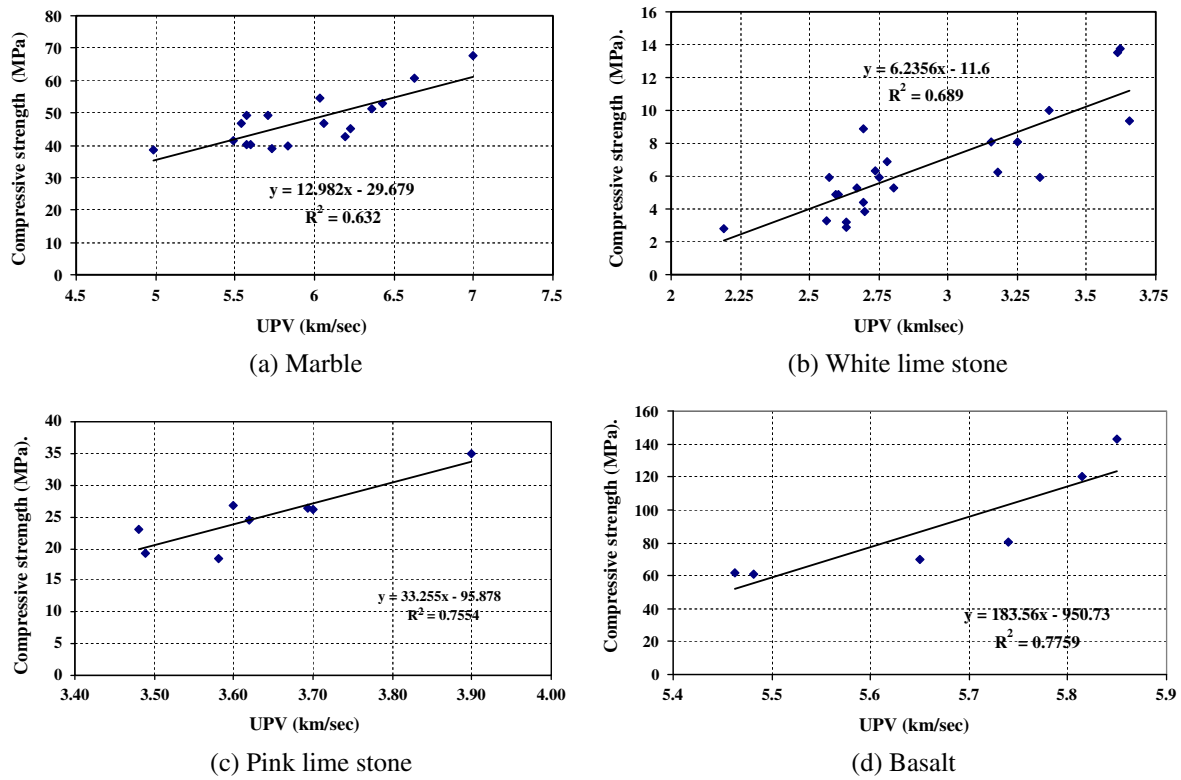 Compressive strength (MPa)
80
70
60
50
40
30
20
10
0
y = 12.982x - 29.679
R² = 0.632
4.5 5 5.5 6 6.5 7 7.5
UPV (km/sec)
(a) Marble
Compressive strength (MPa).
16
14
12
10
8
6
4
2
0
y = 6.2356x - 11.6
R² = 0.689
2 2.25 2.5 2.75 3 3.25 3.5 3.75
UPV (kmlsec)
(b) White lime stone
Compressive stremgth (MPa).
40
35
30
25
20
15
10
5
0
y = 33.255x - 95.878
R² = 0.7554
3.40 3.50 3.60 3.70 3.80 3.90 4.00
UPV (km/sec)
(c) Pink lime stone
Compressive strength (MPa).
160
140
120
100
80
60
40
20
0
y = 183.56x - 950.73
R² = 0.7759
5.4 5.5 5.6 5.7 5.8 5.9
UPV (km/sec)
(d) Basalt